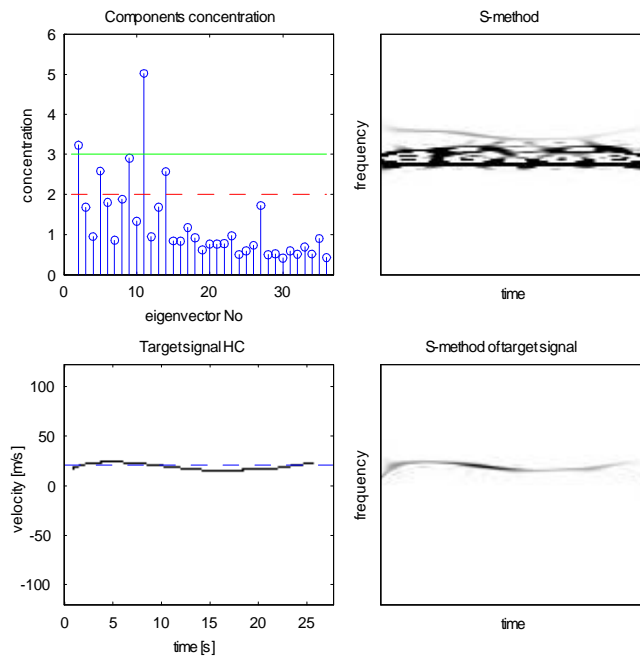 Components concentration
6
5
4
3
2
1
0
concentration
0 10 20 30
eigenvector No
S-method
frequency
time
Target signal HC
100
50
0
-50
-100
velocity [m/s]
0 5 10 15 20 25
time [s]
S-method of target signal
frequency
time